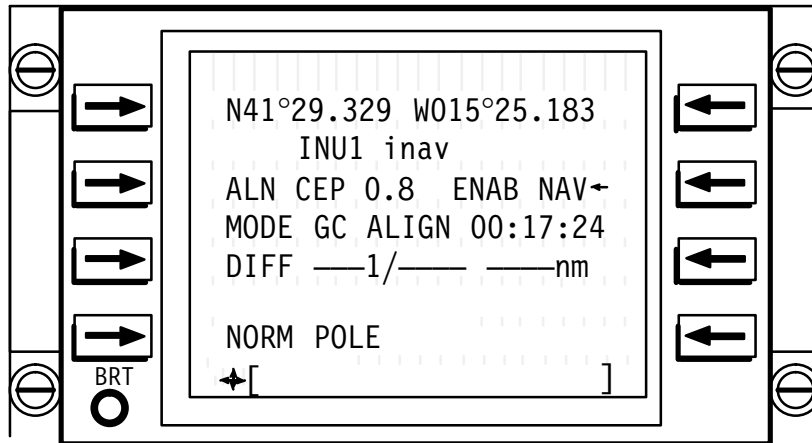 N41°29.329 W015°25.183
INU1 inav
ALN CEP 0.8 ENAB NAV←
MODE GC ALIGN 00:17:24
DIFF –––1/–––– ––––nm
NORM POLE
[ ]
BRT